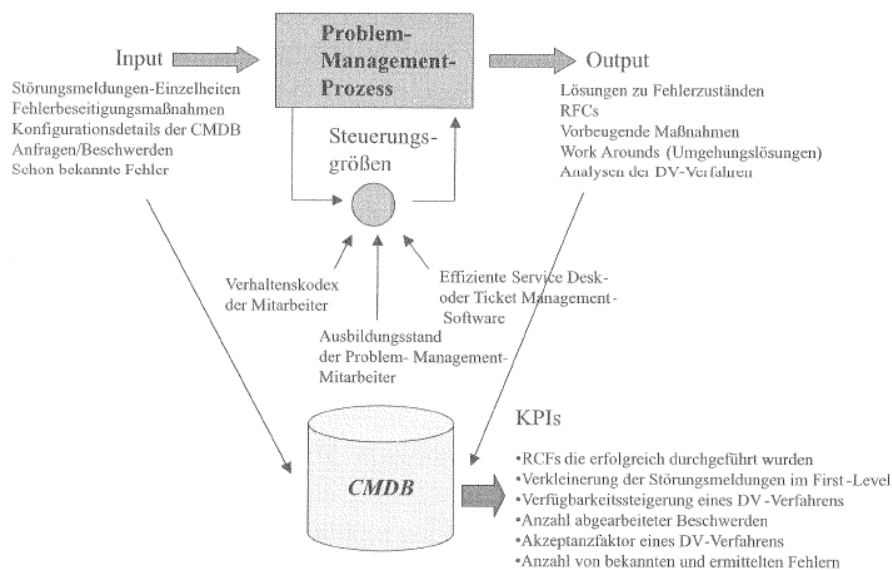 Input
Störungsmeldungen-Einzelheiten
Fehlerbeseitigungsmaßnahmen
Konfigurationsdetails der CMDB
Anfragen/Beschwerden
Schon bekannte Fehler
Problem-
Management-
Prozess
Steuerungs-
größen
Output
Lösungen zu Fehlerzuständen
RFCs
Vorbeugende Maßnahmen
Work Arounds (Umgehungslösungen)
Analysen der DV-Verfahren
Verhaltenskodex
der Mitarbeiter
Ausbildungsstand
der Problem- Management-
Mitarbeiter
Effiziente Service Desk-
oder Ticket Management-
Software
CMDB
KPIs
•RCFs die erfolgreich durchgeführt wurden
•Verkleinerung der Störungsmeldungen im First-Level
•Verfügbarkeitssteigerung eines DV-Verfahrens
•Anzahl abgearbeiteter Beschwerden
•Akzeptanzfaktor eines DV-Verfahrens
•Anzahl von bekannten und ermittelten Fehlern